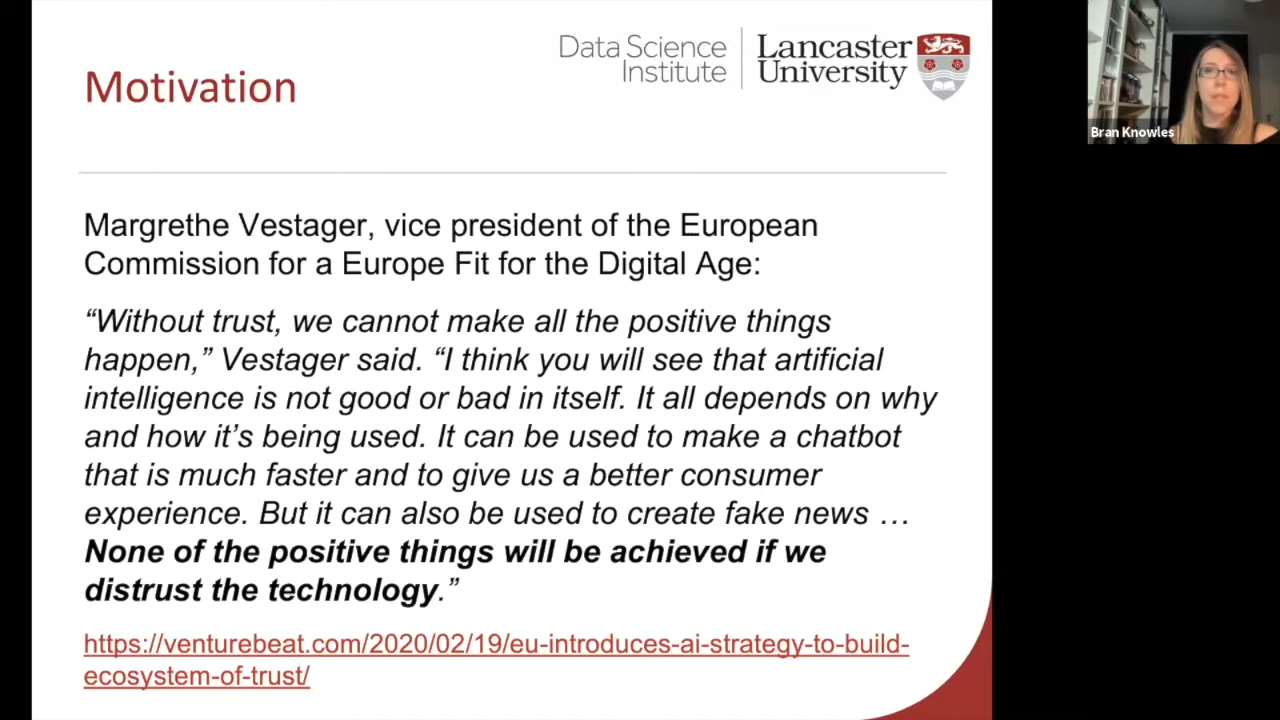 Motivation
Data Science
Institute
Lancaster
University
Bran Knowles
Margrethe Vestager, vice president of the European
Commission for a Europe Fit for the Digital Age:
“Without trust, we cannot make all the positive things
happen,” Vestager said. “I think you will see that artificial
intelligence is not good or bad in itself. It all depends on why
and how it’s being used. It can be used to make a chatbot
that is much faster and to give us a better consumer
experience. But it can also be used to create fake news …
None of the positive things will be achieved if we
distrust the technology.”
https://venturebeat.com/2020/02/19/eu-introduces-ai-strategy-to-build-
ecosystem-of-trust/